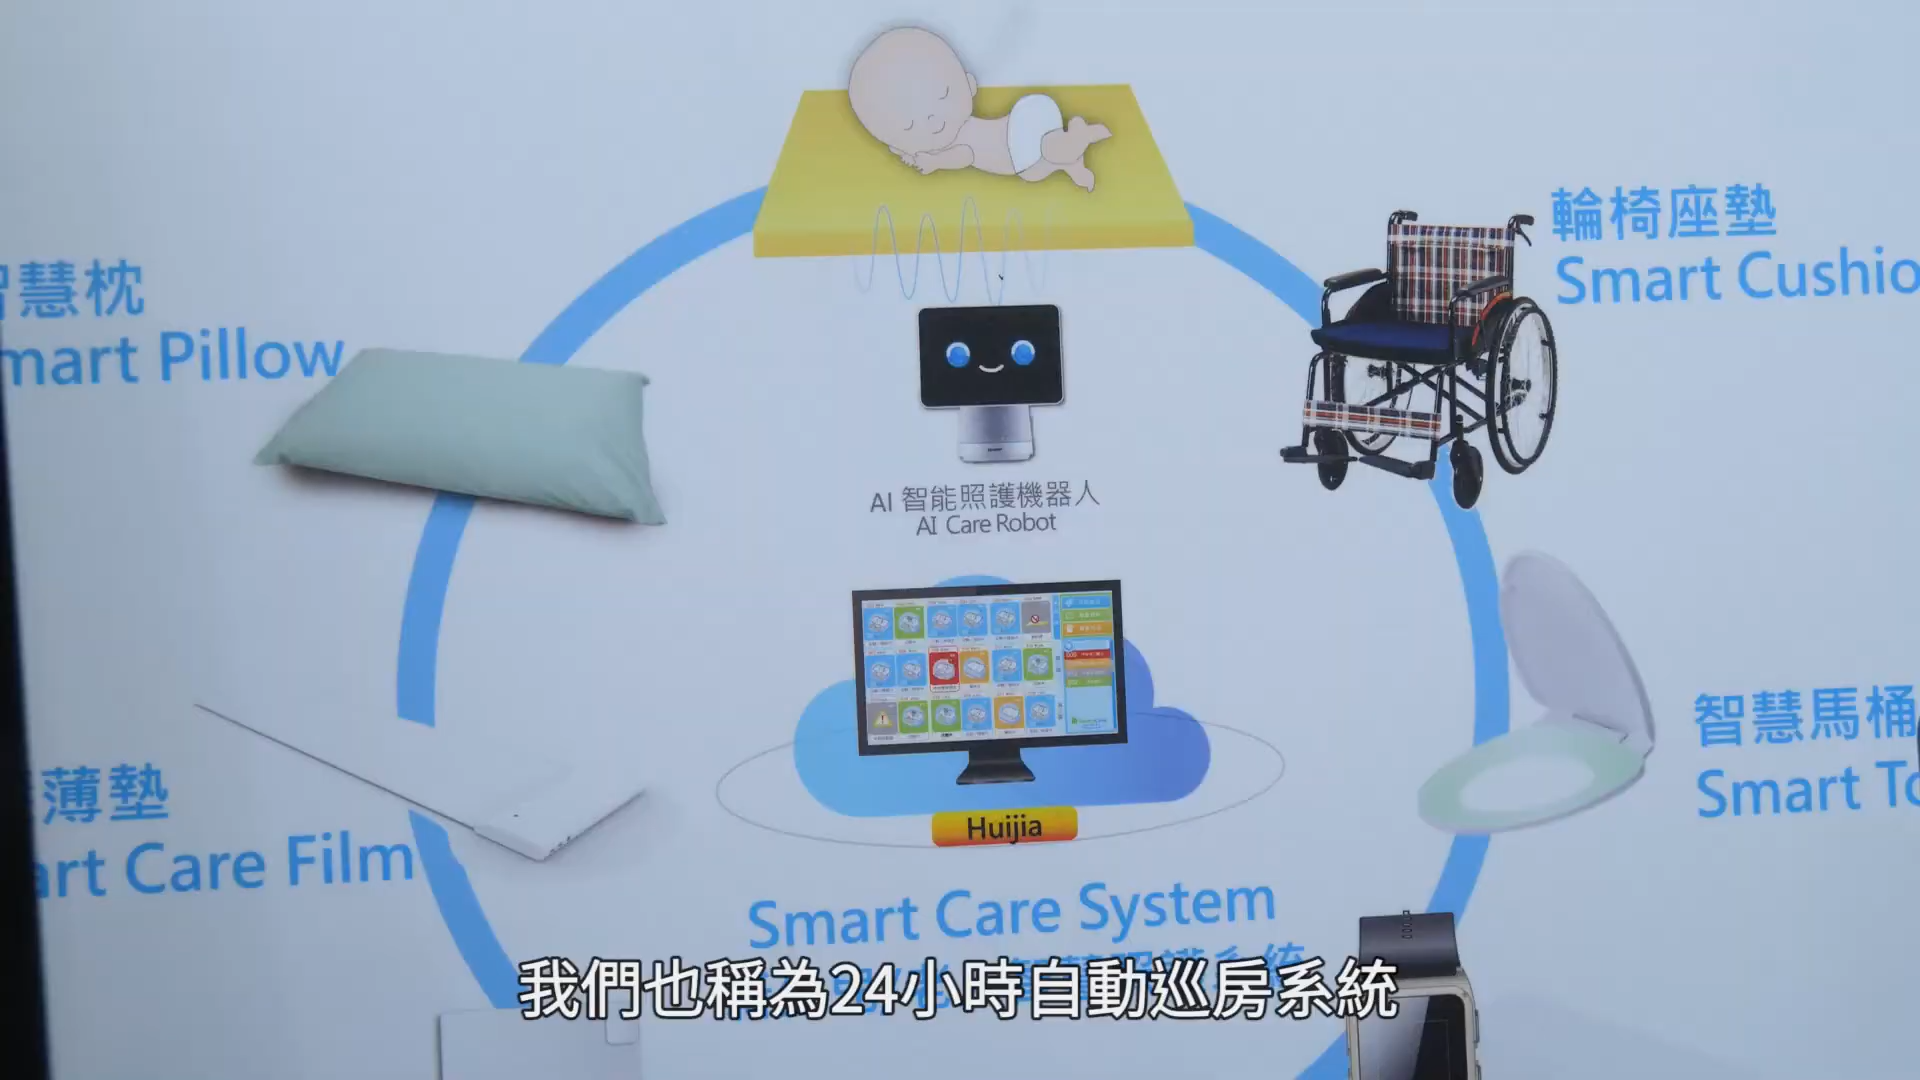 慧枕
mart Pillow
輪椅座墊
Smart Cushio
AI 智能照護機器人
AI Care Robot
智慧馬桶
Smart To
薄墊
art Care Film
Huijia
Smart Care System
我們也稱為24小時自動巡房系統